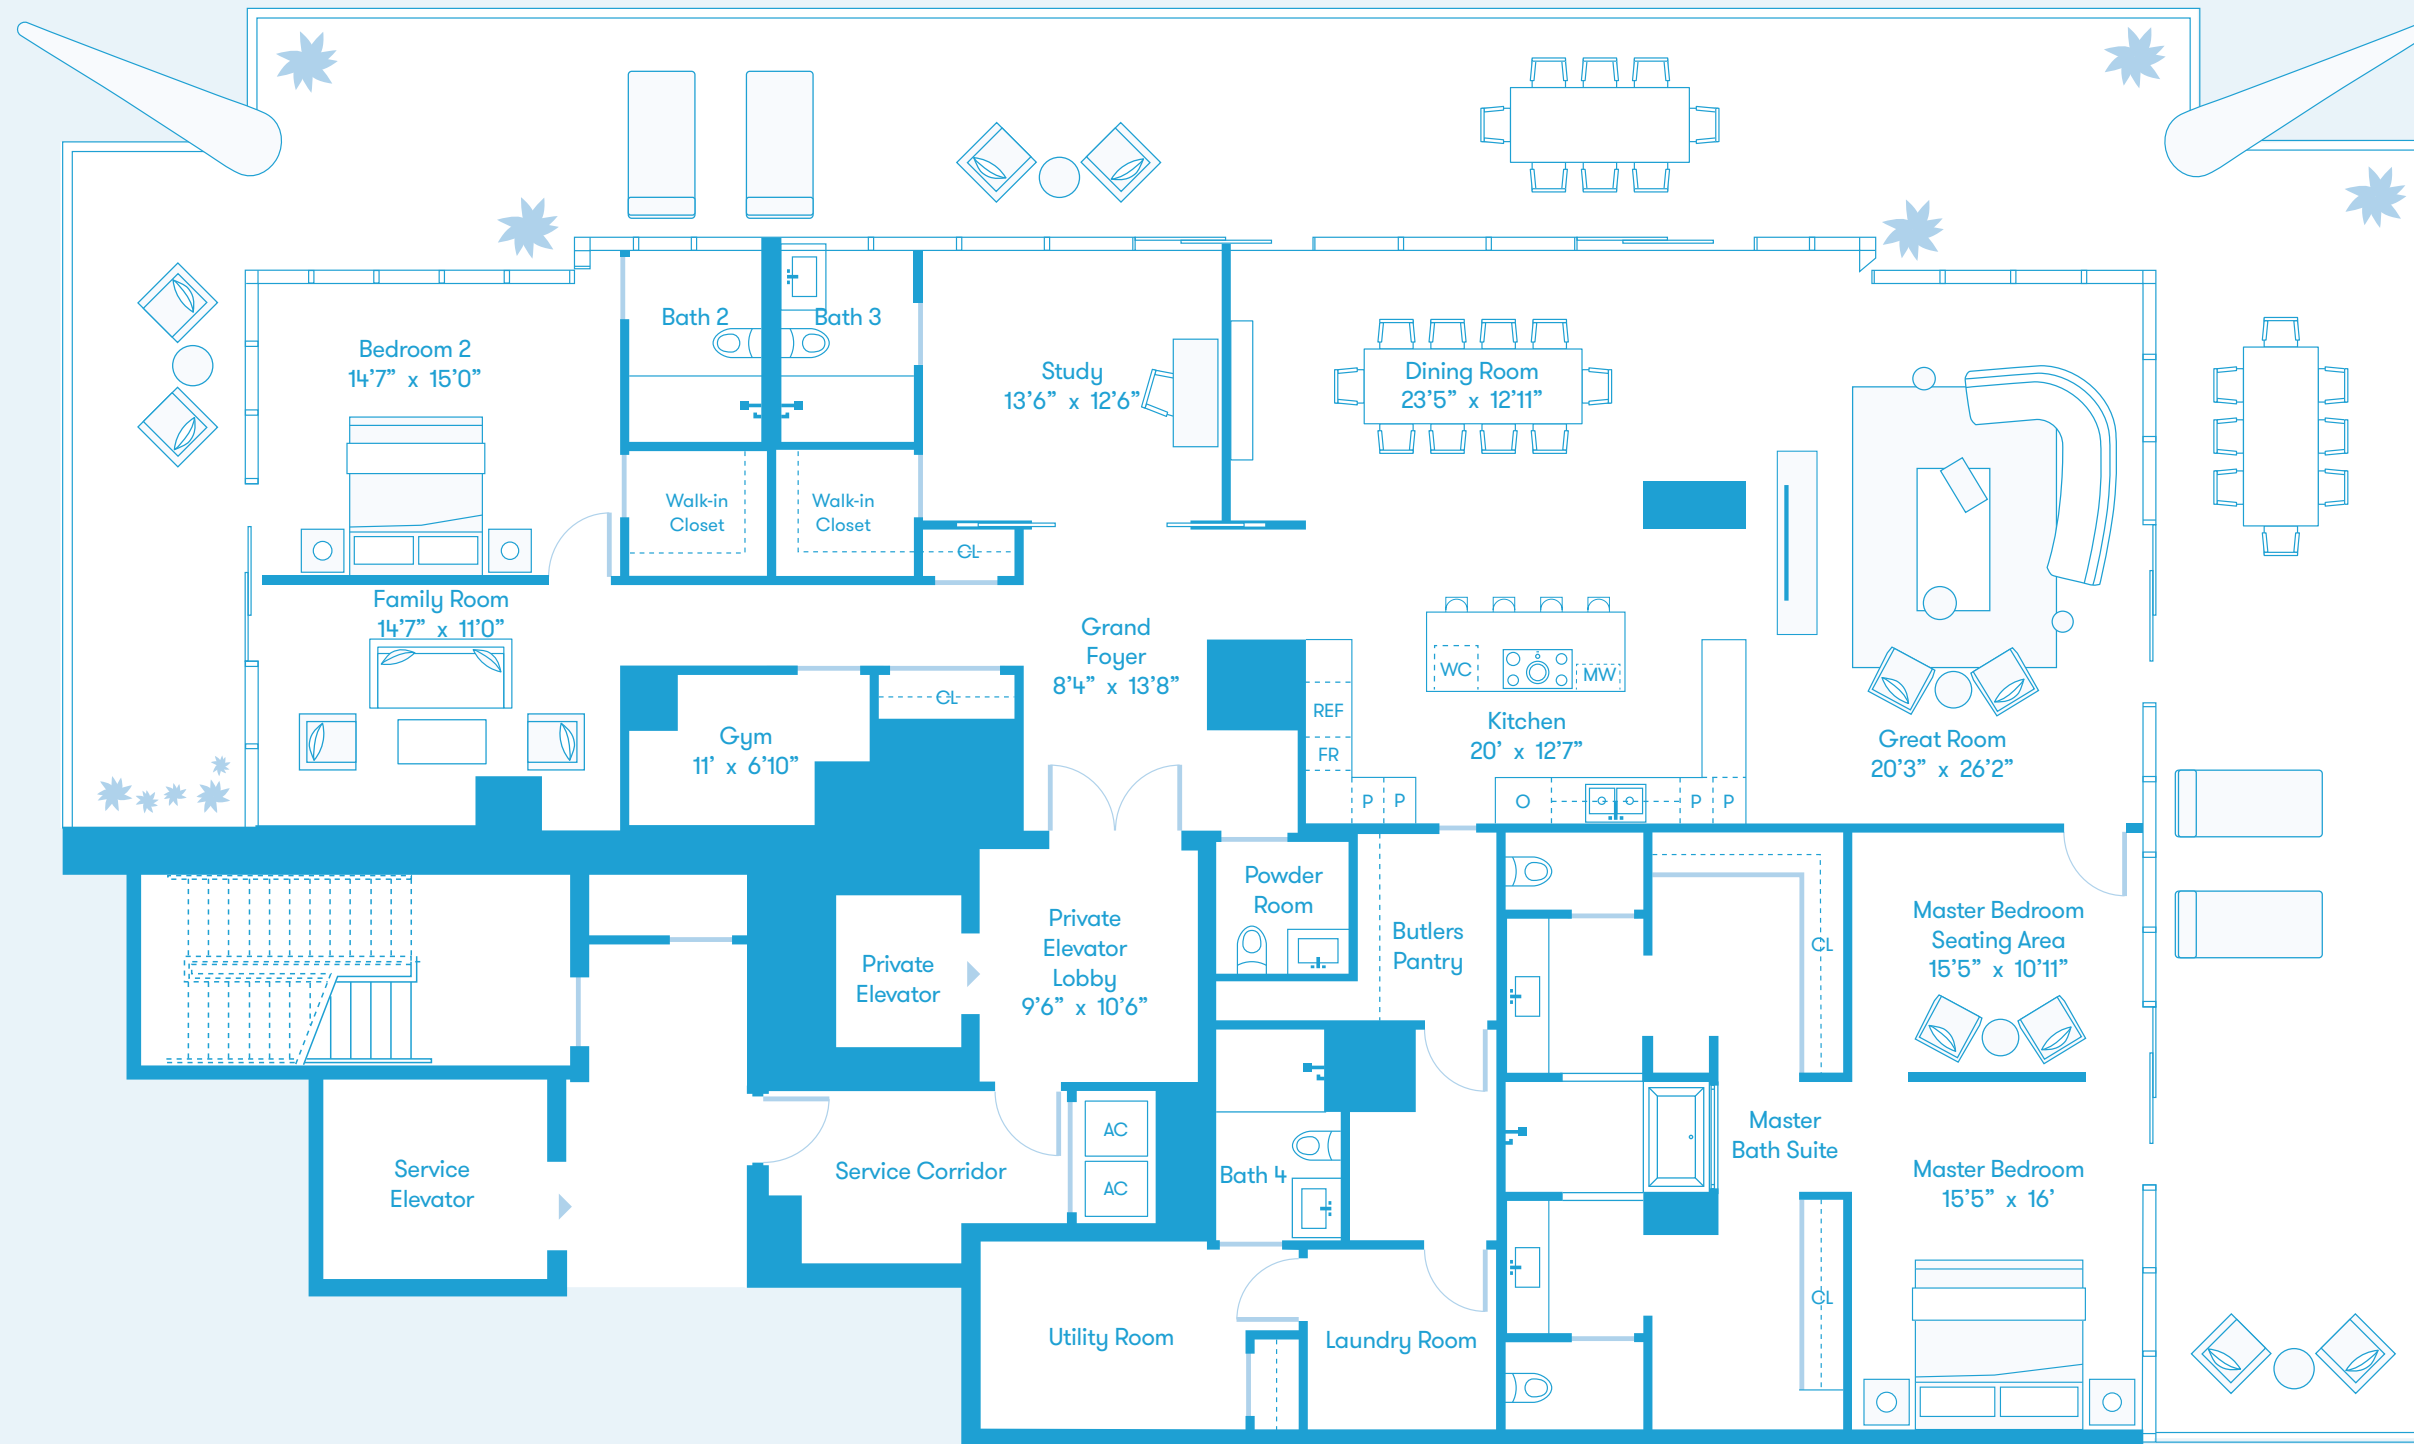 Bath 2
Bath 3
Bedroom 2
14’7” x 15’0”
Study
13’6” x 12’6”
Dining Room
23’5” x 12’11”
Walk-in
Closet
Walk-in
Closet
CL
Family Room
14’7” x 11’0”
Grand
Foyer
8’4” x 13’8”
WC
MW
CL
REF
FR
Gym
11’ x 6’10”
Kitchen
20’ x 12’7”
Great Room
20’3” x 26’2”
P
P
O
P
P
Powder
Room
Private
Elevator
Lobby
9’6” x 10’6”
Private
Elevator
Butlers
Pantry
CL
Master Bedroom
Seating Area
15’5” x 10’11”
AC
AC
Master
Bath Suite
Service
Elevator
Service Corridor
Bath 4
Master Bedroom
15’5” x 16’
CL
Utility Room
Laundry Room